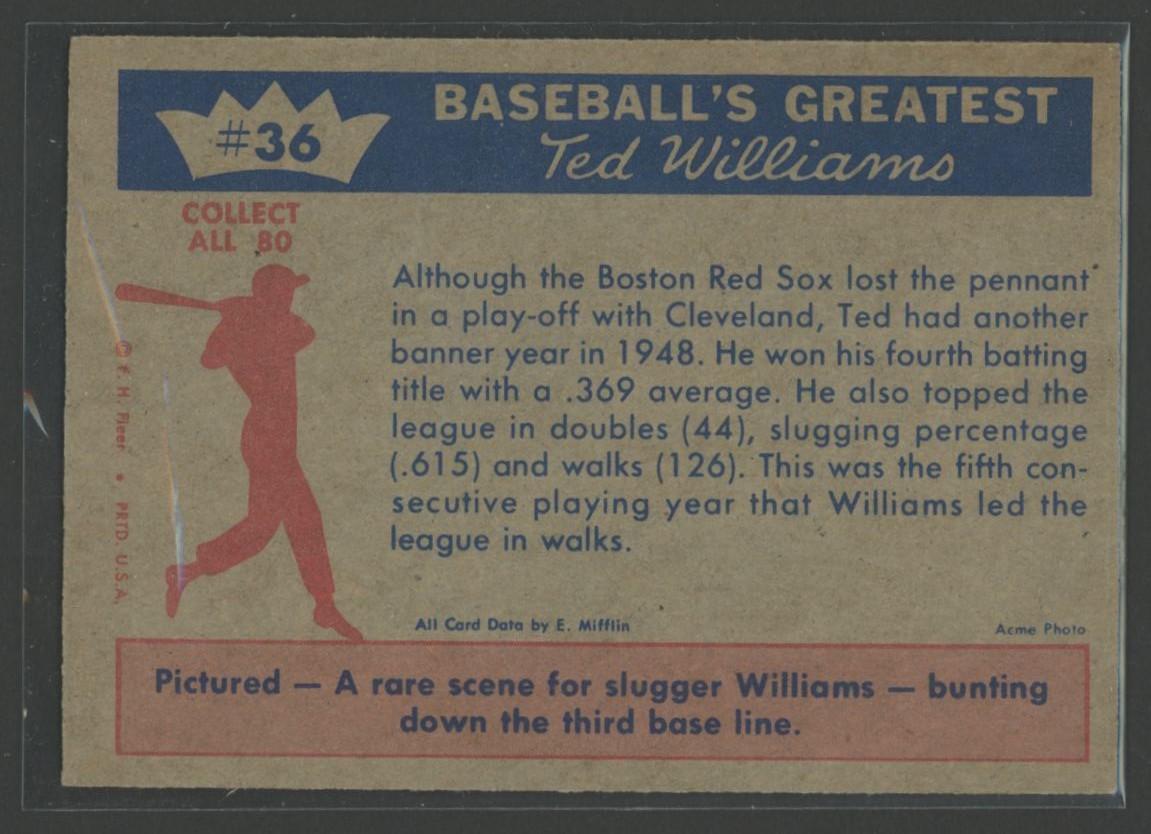 #36
BASEBALL'S GREATEST
Ted Williams
COLLECT
ALL 80
Although the Boston Red Sox lost the pennant
in a play-off with Cleveland, Ted had another
banner year in 1948. He won his fourth batting
title with a .369 average. He also topped the
league in doubles (44), slugging percentage
(.615) and walks (126). This was the fifth con-
secutive playing year that Williams led the
league in walks.
© F. H. Fleer • PRTD. U.S.A.
All Card Data by E. Mifflin
Acme Photo
Pictured — A rare scene for slugger Williams — bunting
down the third base line.